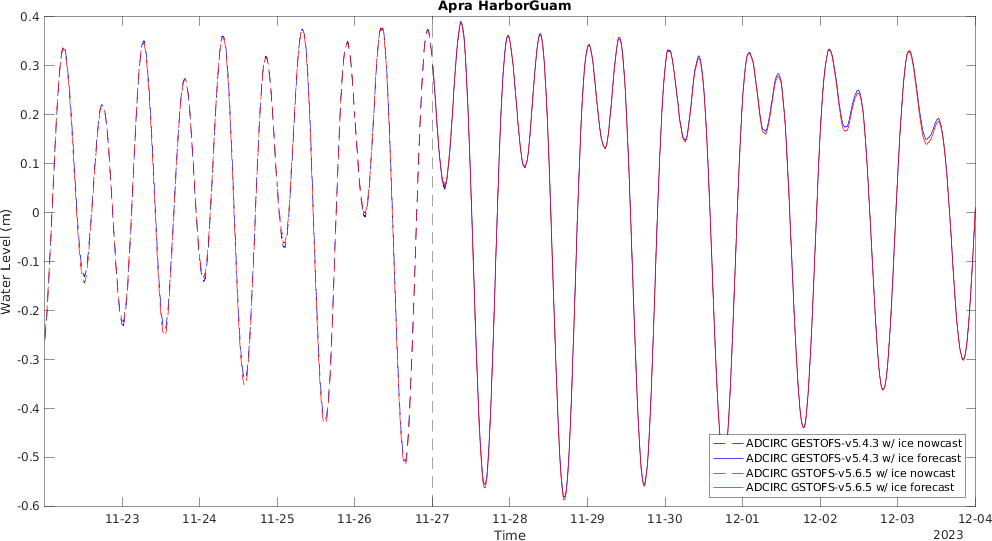 Apra HarborGuam
Water Level (m)
0.4
0.3
0.2
0.1
0
-0.1
-0.2
-0.3
-0.4
-0.5
-0.6
ADCIRC GESTOFS-v5.4.3 w/ ice nowcast
ADCIRC GESTOFS-v5.4.3 w/ ice forecast
ADCIRC GSTOFS-v5.6.5 w/ ice nowcast
ADCIRC GSTOFS-v5.6.5 w/ ice forecast
11-23 11-24 11-25 11-26 11-27 11-28 11-29 11-30 12-01 12-02 12-03 12-04
Time
2023